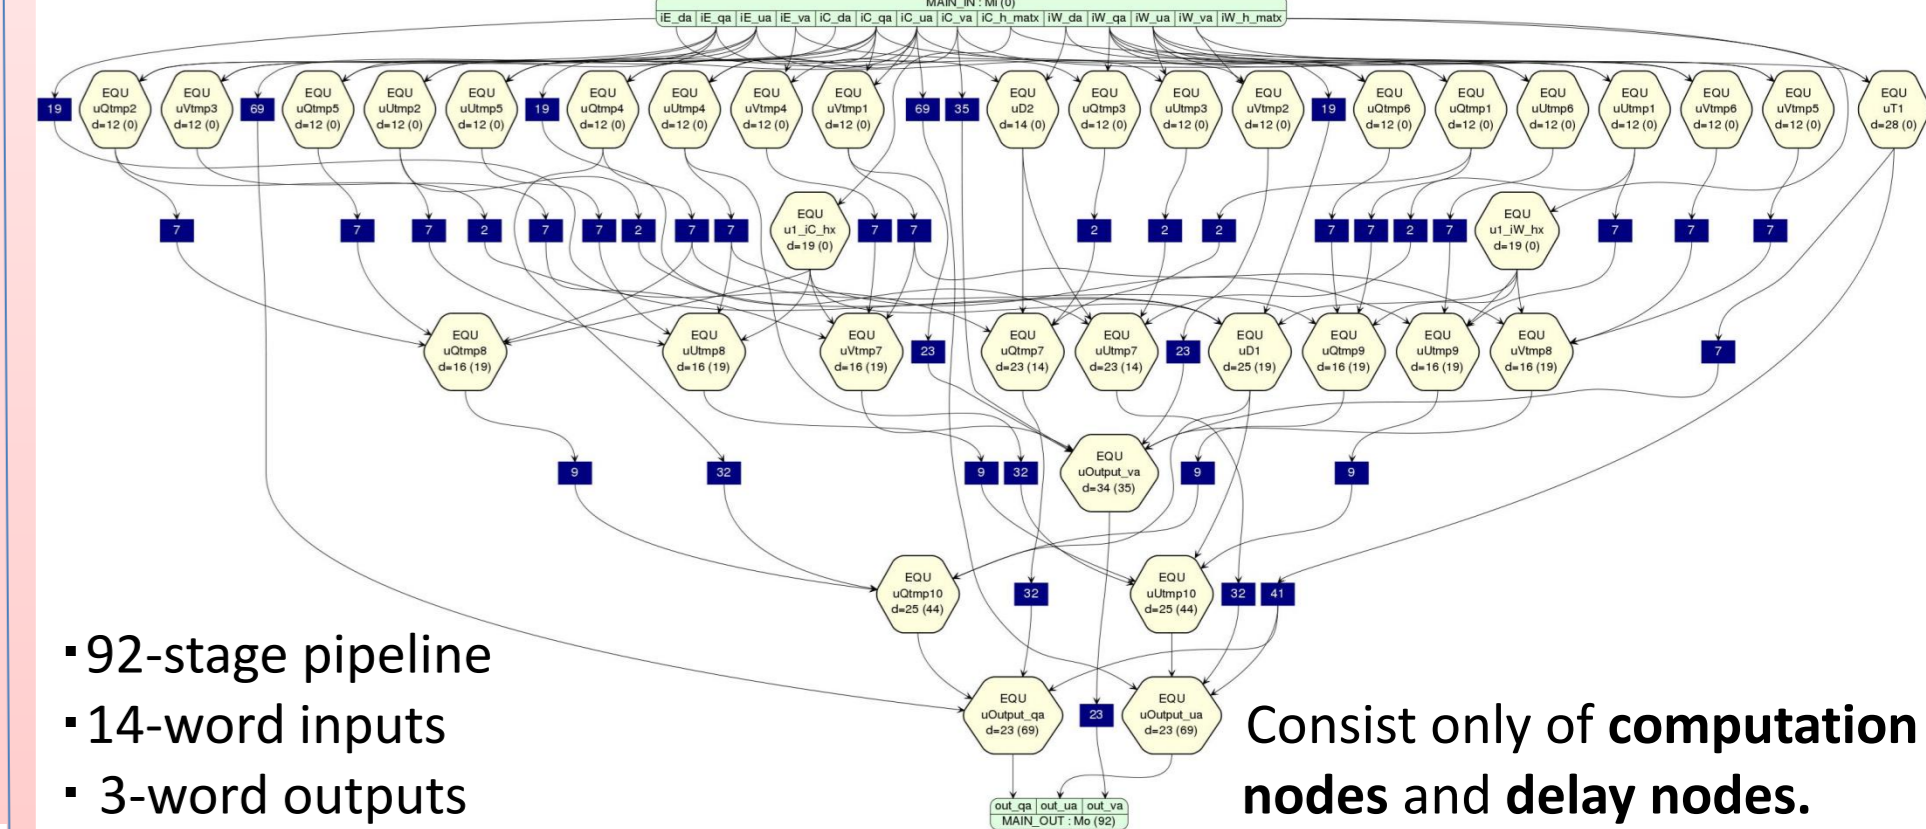 MAIN_IN : Mi (0)
iE_da iE_qa iE_ua iE_va iC_da iC_qa iC_ua iC_va iC_h_matx iW_da iW_qa iW_ua iW_va iW_h_matx
19
EQU
uQtmp2
d=12 (0)
EQU
uVtmp3
d=12 (0)
69
EQU
uQtmp5
d=12 (0)
EQU
uUtmp2
d=12 (0)
EQU
uUtmp5
d=12 (0)
19
EQU
uQtmp4
d=12 (0)
EQU
uUtmp4
d=12 (0)
EQU
uVtmp4
d=12 (0)
EQU
uVtmp1
d=12 (0)
69
35
EQU
uD2
d=14 (0)
EQU
uQtmp3
d=12 (0)
EQU
uUtmp3
d=12 (0)
EQU
uVtmp2
d=12 (0)
19
EQU
uQtmp6
d=12 (0)
EQU
uQtmp1
d=12 (0)
EQU
uUtmp6
d=12 (0)
EQU
uUtmp1
d=12 (0)
EQU
uVtmp6
d=12 (0)
EQU
uVtmp5
d=12 (0)
EQU
uT1
d=28 (0)
7
7
7
2
7
7
2
7
7
EQU
u1_iC_hx
d=19 (0)
7
7
2
2
2
7
7
2
7
EQU
u1_iW_hx
d=19 (0)
7
7
7
EQU
uQtmp8
d=16 (19)
EQU
uUtmp8
d=16 (19)
EQU
uVtmp7
d=16 (19)
23
EQU
uQtmp7
d=23 (14)
EQU
uUtmp7
d=23 (14)
23
EQU
uD1
d=25 (19)
EQU
uQtmp9
d=16 (19)
EQU
uUtmp9
d=16 (19)
EQU
uVtmp8
d=16 (19)
7
9
32
9
32
EQU
uOutput_va
d=34 (35)
9
9
EQU
uQtmp10
d=25 (44)
32
EQU
uUtmp10
d=25 (44)
32
41
EQU
uOutput_qa
d=23 (69)
23
EQU
uOutput_ua
d=23 (69)
out_qa out_ua out_va
MAIN_OUT : Mo (92)
▪92-stage pipeline
▪14-word inputs
▪ 3-word outputs
Consist only of computation
nodes and delay nodes.